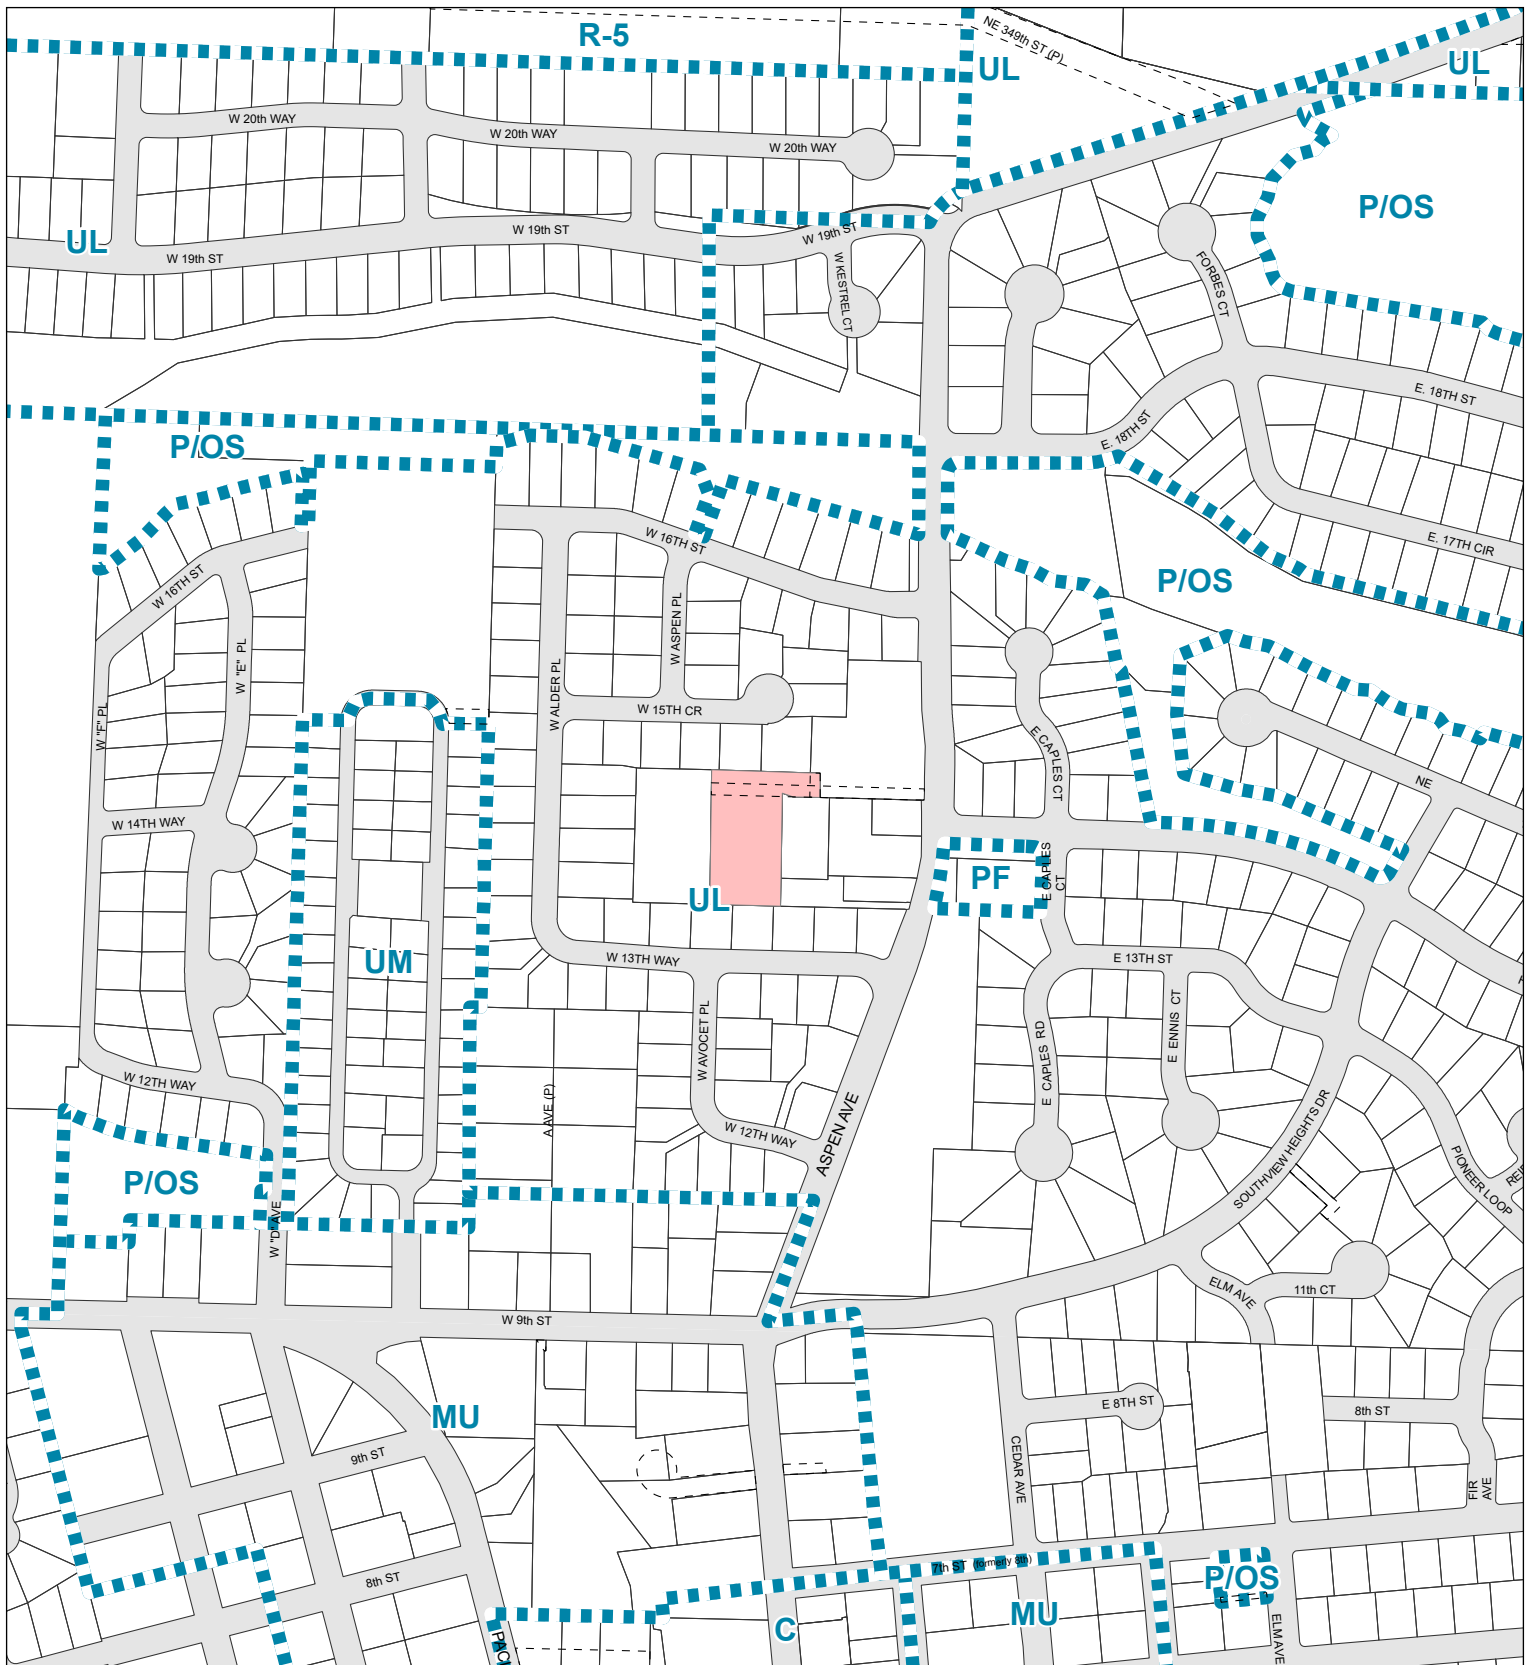 R-5
NE 349th ST (P)
UL
UL
W 20th WAY
W 20th WAY
W 20th WAY
P/OS
W 19th ST
W 19th ST
UL
W 19th ST
W KESTREL CT
FORBES CT
E. 18TH ST
E. 18TH ST
P/OS
W 16TH ST
E. 17TH CIR
P/OS
W 16TH ST
W ASPEN PL
W "E" PL
W ALDER PL
W 15TH CR
W "F" PL
E CAPLES CT
NE
W 14TH WAY
E CAPLES
CT
PF
UL
UM
W 13TH WAY
E 13TH ST
W AVOCET PL
E ENNIS CT
E CAPLES RD
W 12TH WAY
A AVE (P)
W 12TH WAY
ASPEN AVE
SOUTHVIEW HEIGHTS DR
PIONEER LOOP
P/OS
W "D" AVE
ELM AVE
11th CT
W 9th ST
MU
E 8TH ST
8th ST
9th ST
CEDAR AVE
FIR
AVE
7th ST (formerly 8th)
8th ST
P/OS
MU
C
ELM AVE